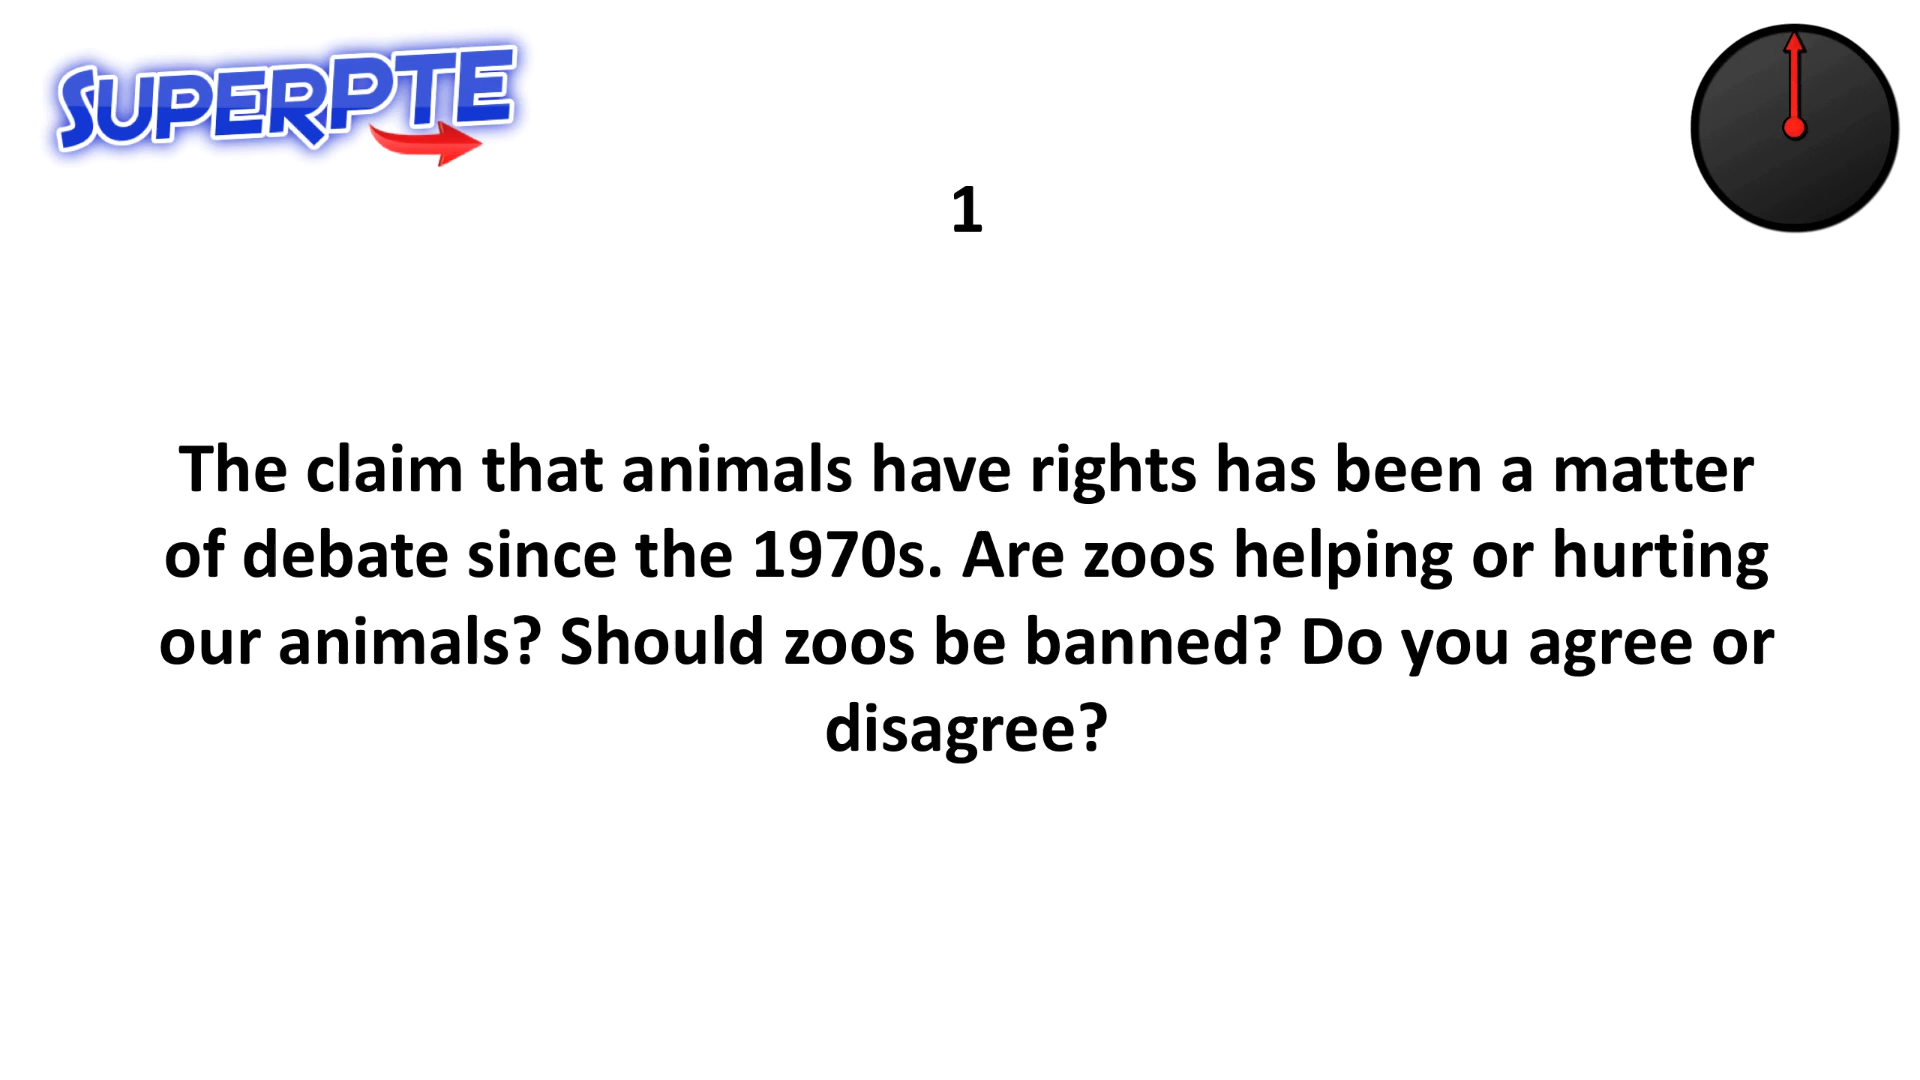 SUPERPTE
1
The claim that animals have rights has been a matter
of debate since the 1970s. Are zoos helping or hurting
our animals? Should zoos be banned? Do you agree or
disagree?